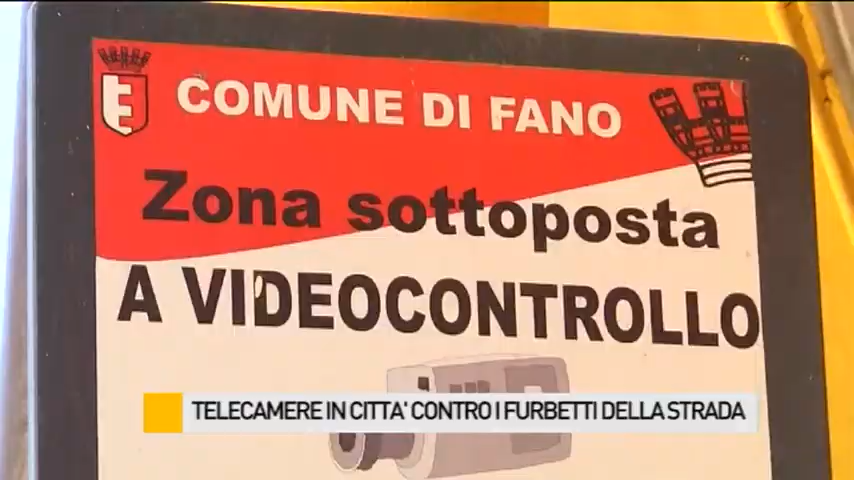 COMUNE DI FANO
Zona sottoposta
A VIDEOCONTROLLO
TELECAMERE IN CITTA' CONTRO I FURBETTI DELLA STRADA